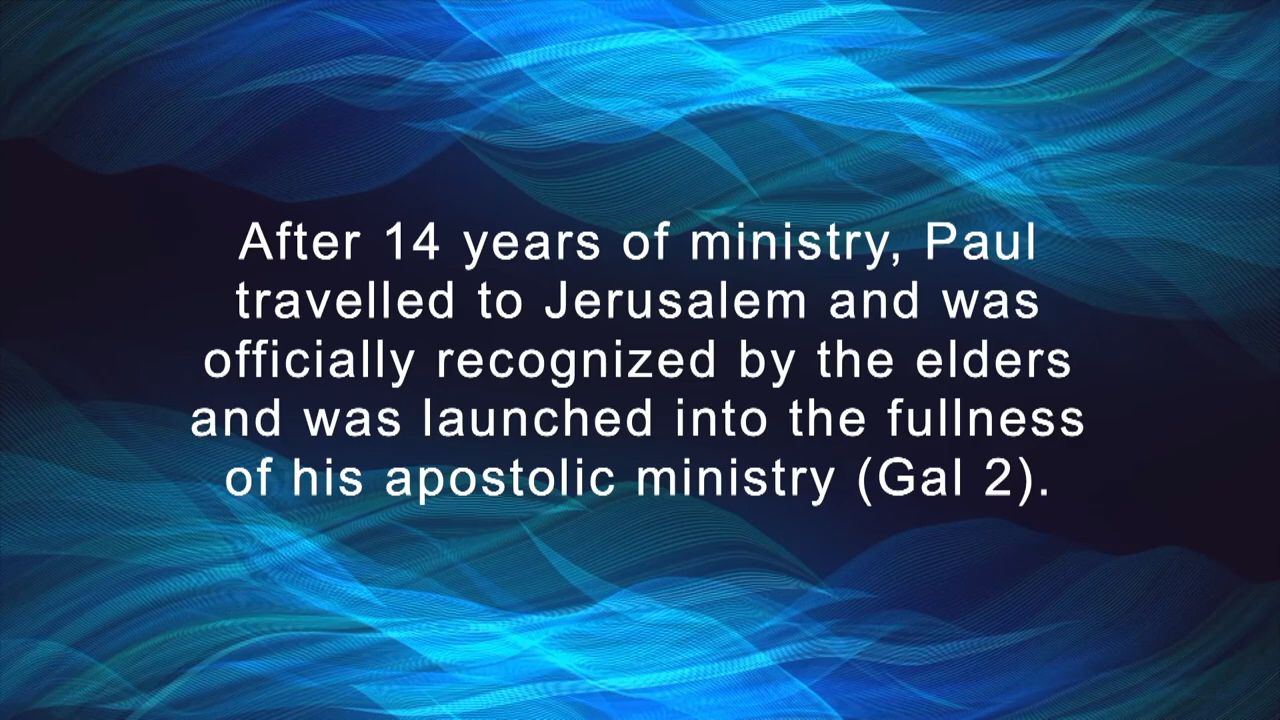 After 14 years of ministry, Paul
travelled to Jerusalem and was
officially recognized by the elders
and was launched into the fullness
of his apostolic ministry (Gal 2).